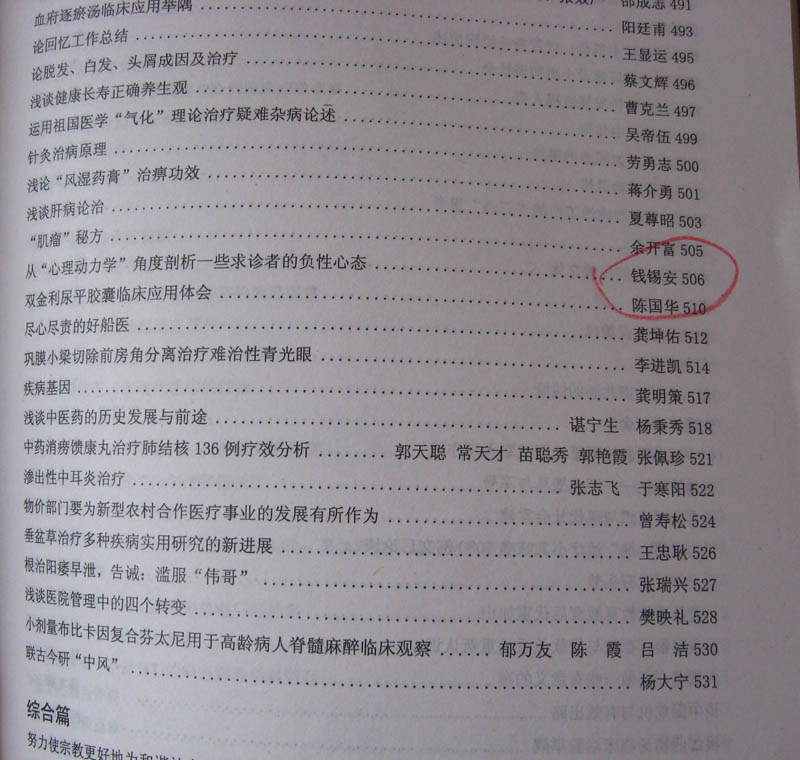 邵成志 491
血府逐瘀汤临床应用举隅 ........ 阳廷甫 493
论回忆工作总结 ........ 王显运 495
论脱发、白发、头屑成因及治疗 ........ 蔡文辉 496
浅谈健康长寿正确养生观 ........ 曹克兰 497
运用祖国医学“气化”理论治疗疑难杂病论述 ........ 吴帝伍 499
针灸治病原理 ........ 劳勇志 500
浅论“风湿药膏”治痹功效 ........ 蒋介勇 501
浅谈肝病论治 ........ 夏尊昭 503
“肌瘤”秘方 ........ 余开富 505
从“心理动力学”角度剖析一些求诊者的负性心态 ........ 钱锡安 506
双金利尿平胶囊临床应用体会 ........ 陈国华 510
尽心尽责的好船医 ........ 龚坤佑 512
巩膜小梁切除前房角分离治疗难治性青光眼 ........ 李进凯 514
疾病基因 ........ 龚明策 517
浅谈中医药的历史发展与前途 ........ 谌宁生 杨秉秀 518
中药消痨馈康丸治疗肺结核 136 例疗效分析 ........ 郭天聪 常天才 苗聪秀 郭艳霞 张佩珍 521
渗出性中耳炎治疗 ........ 张志飞 于寒阳 522
物价部门要为新型农村合作医疗事业的发展有所作为 ........ 曾寿松 524
垂盆草治疗多种疾病实用研究的新进展 ........ 王忠耿 526
根治阳痿早泄，告诫：滥服“伟哥” ........ 张瑞兴 527
浅谈医院管理中的四个转变 ........ 樊映礼 528
小剂量布比卡因复合芬太尼用于高龄病人脊髓麻醉临床观察 ........ 郁万友 陈 霞 吕 洁 530
联古今研“中风” ........ 杨大宁 531
综合篇
努力使宗教更好地为和谐